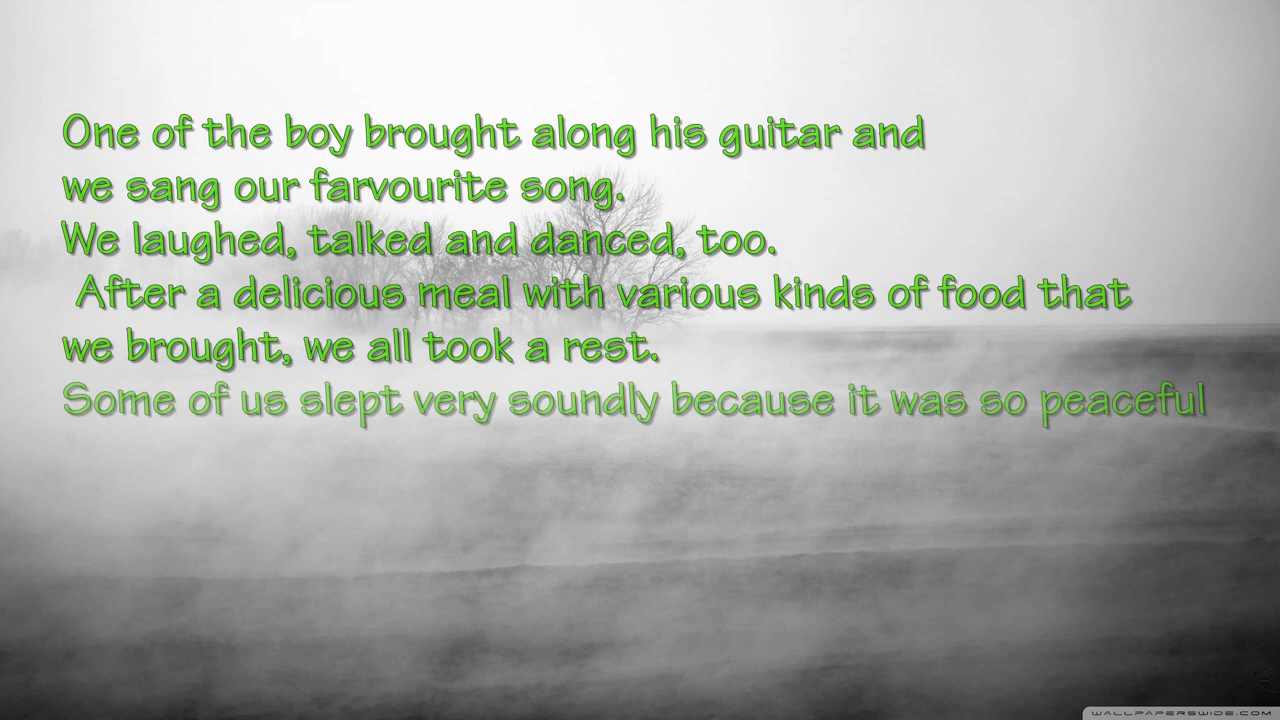 One of the boy brought along his guitar and
we sang our farvourite song.
We laughed, talked and danced, too.
After a delicious meal with various kinds of food that
we brought, we all took a rest.
Some of us slept very soundly because it was so peaceful
WALLPAPERSWIDE.COM